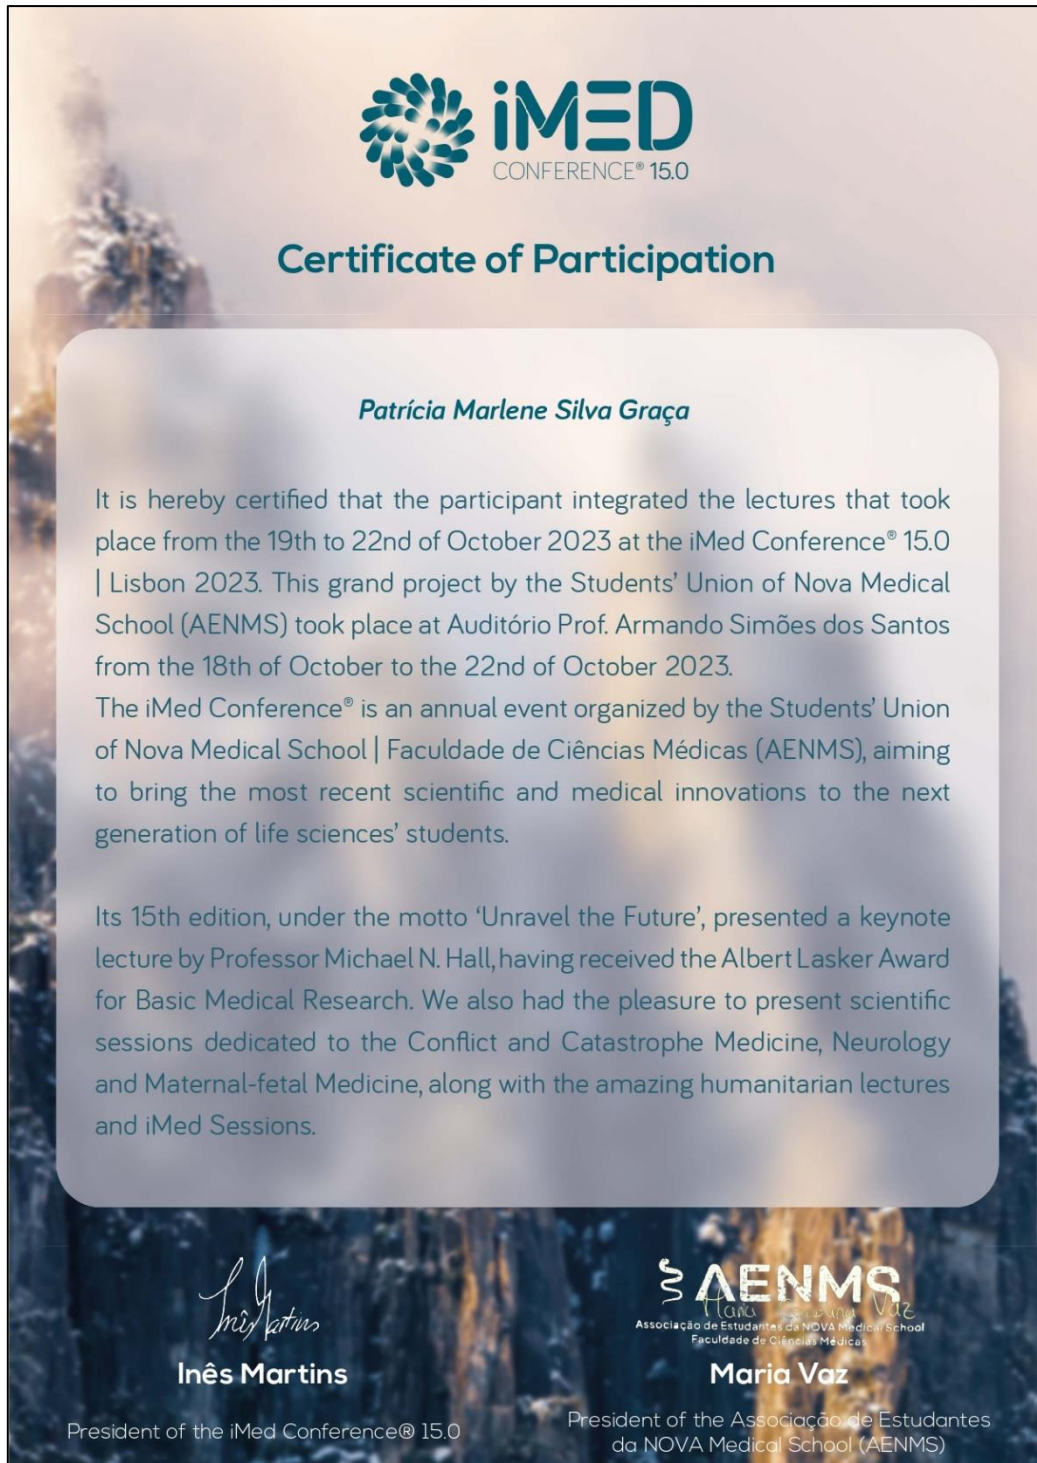 iMED
CONFERENCE® 15.0
Certificate of Participation
Patrícia Marlene Silva Graça
It is hereby certified that the participant integrated the lectures that took
place from the 19th to 22nd of October 2023 at the iMed Conference® 15.0
| Lisbon 2023. This grand project by the Students’ Union of Nova Medical
School (AENMS) took place at Auditório Prof. Armando Simões dos Santos
from the 18th of October to the 22nd of October 2023.
The iMed Conference® is an annual event organized by the Students’ Union
of Nova Medical School | Faculdade de Ciências Médicas (AENMS), aiming
to bring the most recent scientific and medical innovations to the next
generation of life sciences’ students.
Its 15th edition, under the motto ‘Unravel the Future’, presented a keynote
lecture by Professor Michael N. Hall, having received the Albert Lasker Award
for Basic Medical Research. We also had the pleasure to present scientific
sessions dedicated to the Conflict and Catastrophe Medicine, Neurology
and Maternal-fetal Medicine, along with the amazing humanitarian lectures
and iMed Sessions.
Inês Martins
Inês Martins
President of the iMed Conference® 15.0
AENMS
Maria Vaz
Associação de Estudantes da NOVA Medical School
Faculdade de Ciências Médicas
Maria Vaz
President of the Associação de Estudantes
da NOVA Medical School (AENMS)